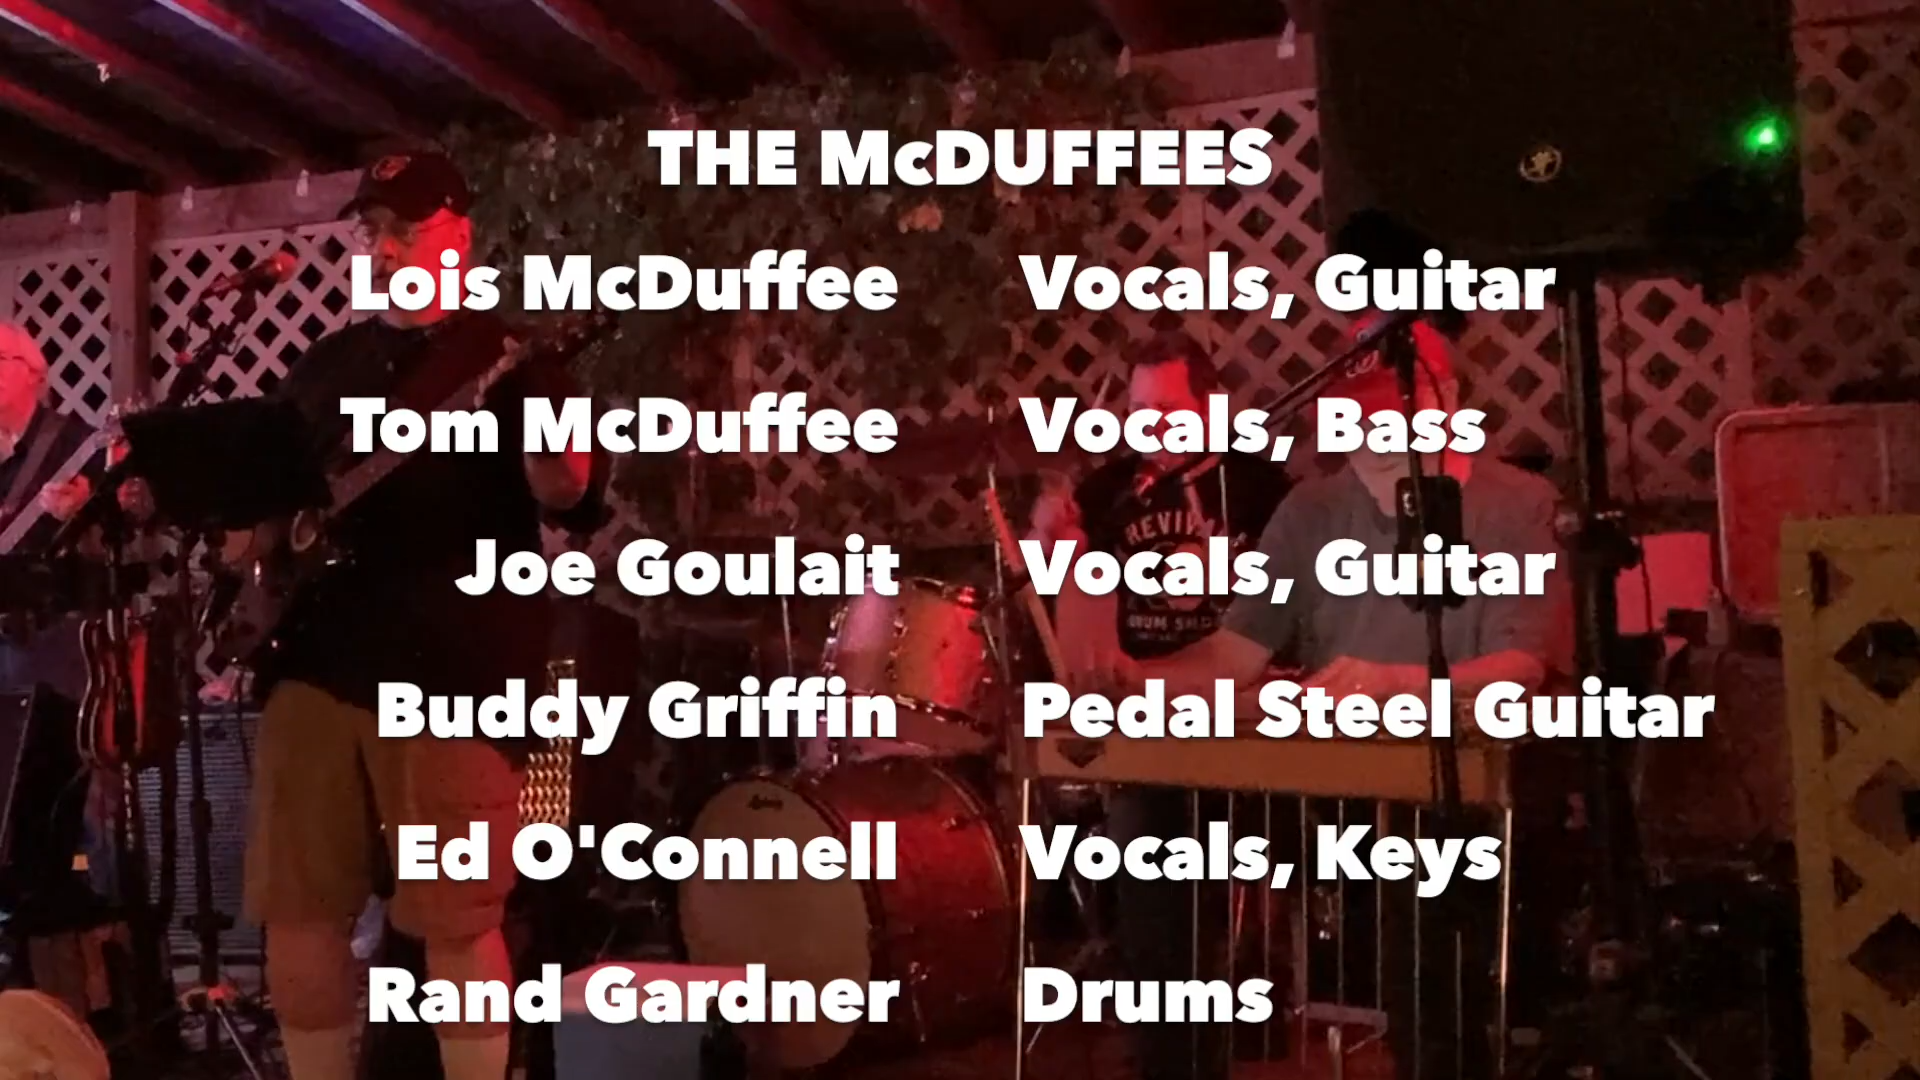 THE McDUFFEES
Lois McDuffee Vocals, Guitar
Tom McDuffee Vocals, Bass
Joe Goulait Vocals, Guitar
Buddy Griffin Pedal Steel Guitar
Ed O'Connell Vocals, Keys
Rand Gardner Drums